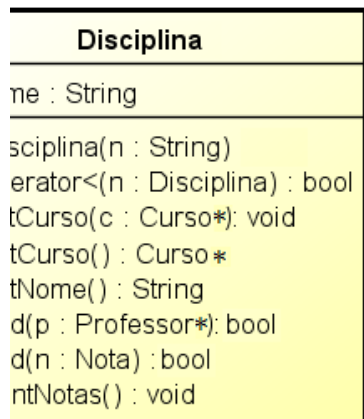 Disciplina
me : String
sciplina(n : String)
erator<(n : Disciplina) : bool
tCurso(c : Curso*): void
tCurso() : Curso*
tNome() : String
d(p : Professor*): bool
d(n : Nota) : bool
ntNotas() : void